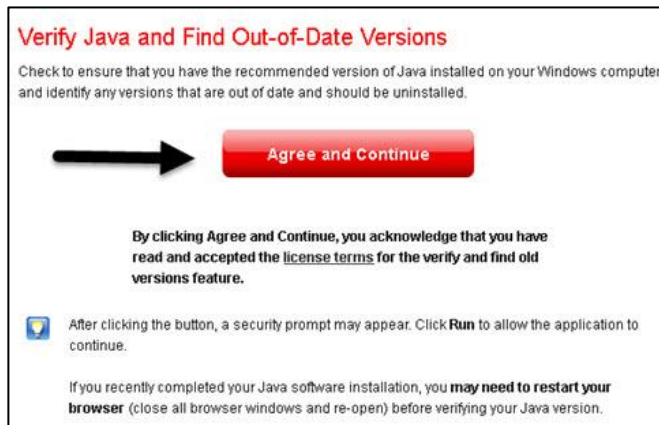 Verify Java and Find Out-of-Date Versions
Check to ensure that you have the recommended version of Java installed on your Windows computer
and identify any versions that are out of date and should be uninstalled.
Agree and Continue
By clicking Agree and Continue, you acknowledge that you have
read and accepted the license terms for the verify and find old
versions feature.
After clicking the button, a security prompt may appear. Click Run to allow the application to
continue.
If you recently completed your Java software installation, you may need to restart your
browser (close all browser windows and re-open) before verifying your Java version.